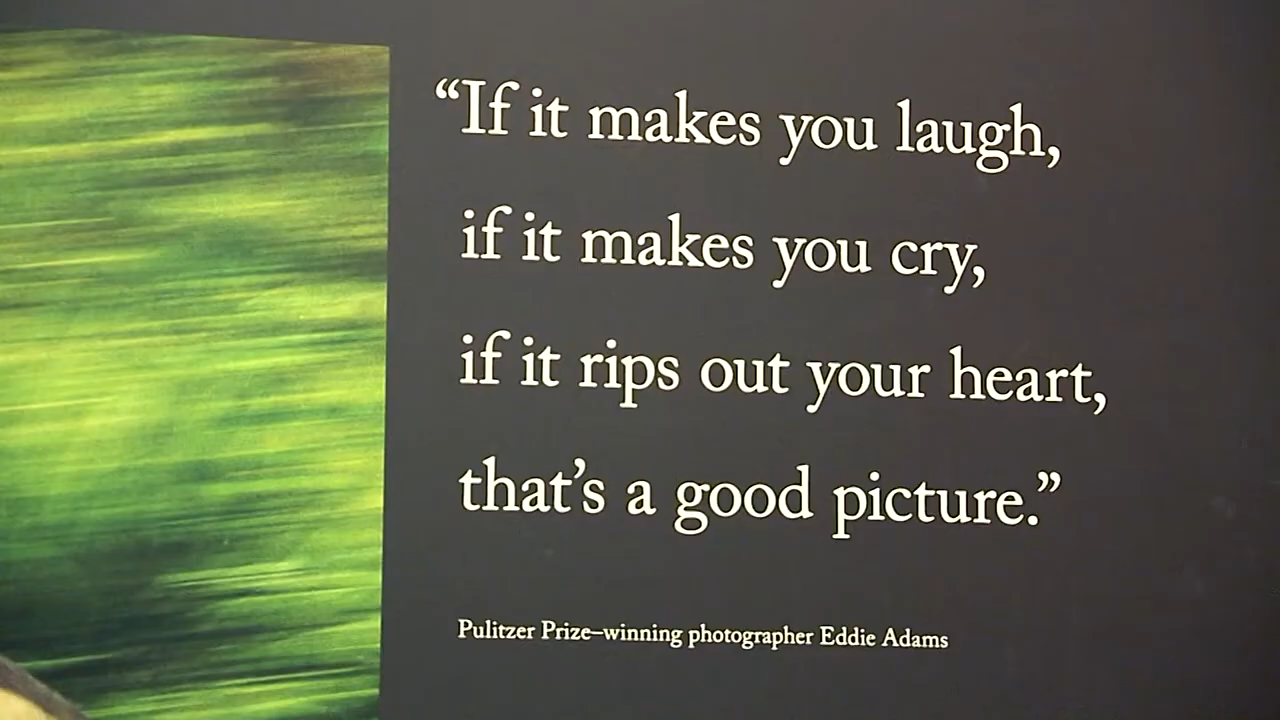 “If it makes you laugh,
if it makes you cry,
if it rips out your heart,
that’s a good picture.”
Pulitzer Prize–winning photographer Eddie Adams